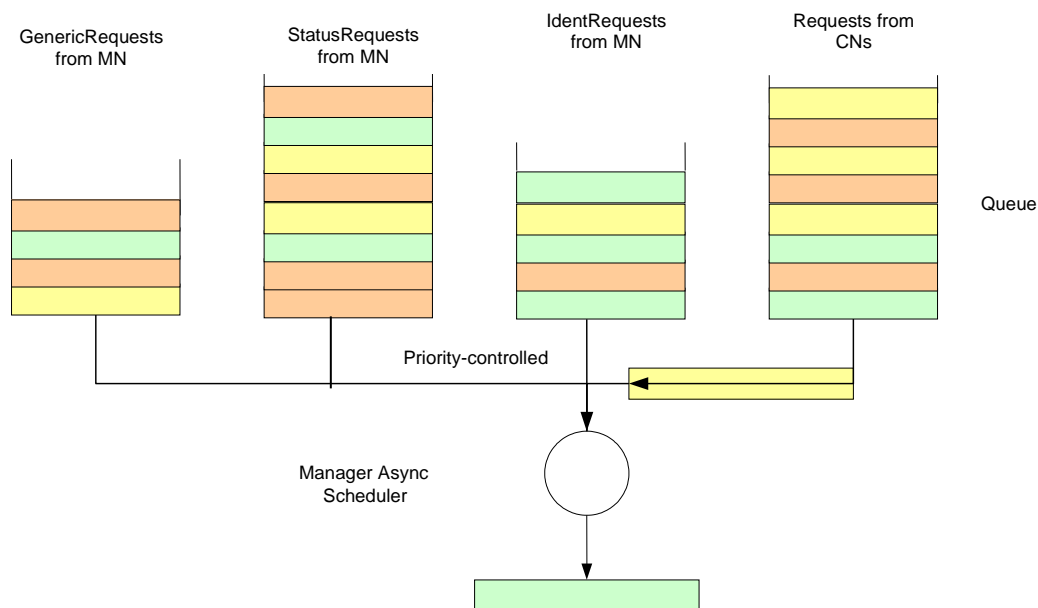 GenericRequests
from MN
StatusRequests
from MN
IdentRequests
from MN
Requests from
CNs
Queue
Priority-controlled
Manager Async
Scheduler